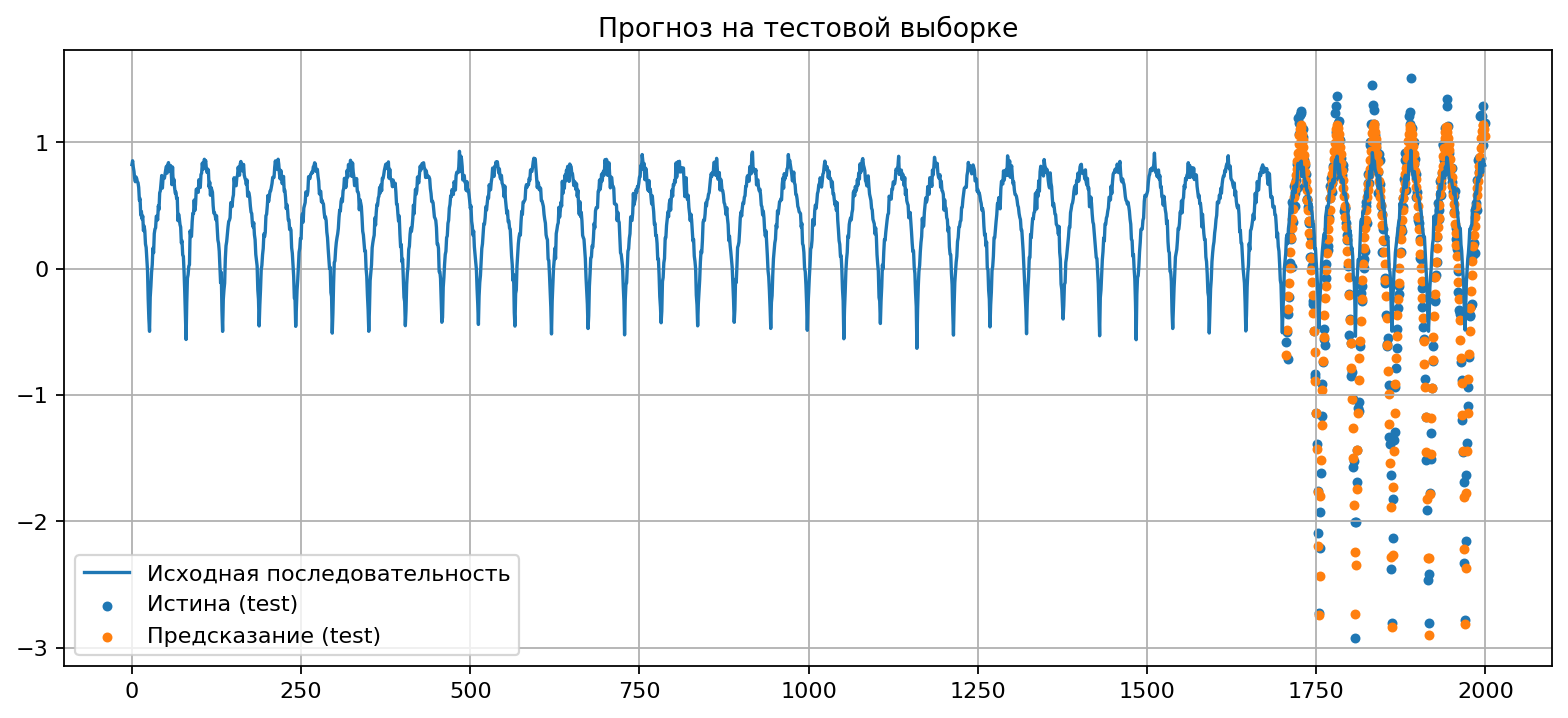 Прогноз на тестовой выборке
1
0
−1
−2
−3
Исходная последовательность
Истина (test)
Предсказание (test)
0 250 500 750 1000 1250 1500 1750 2000